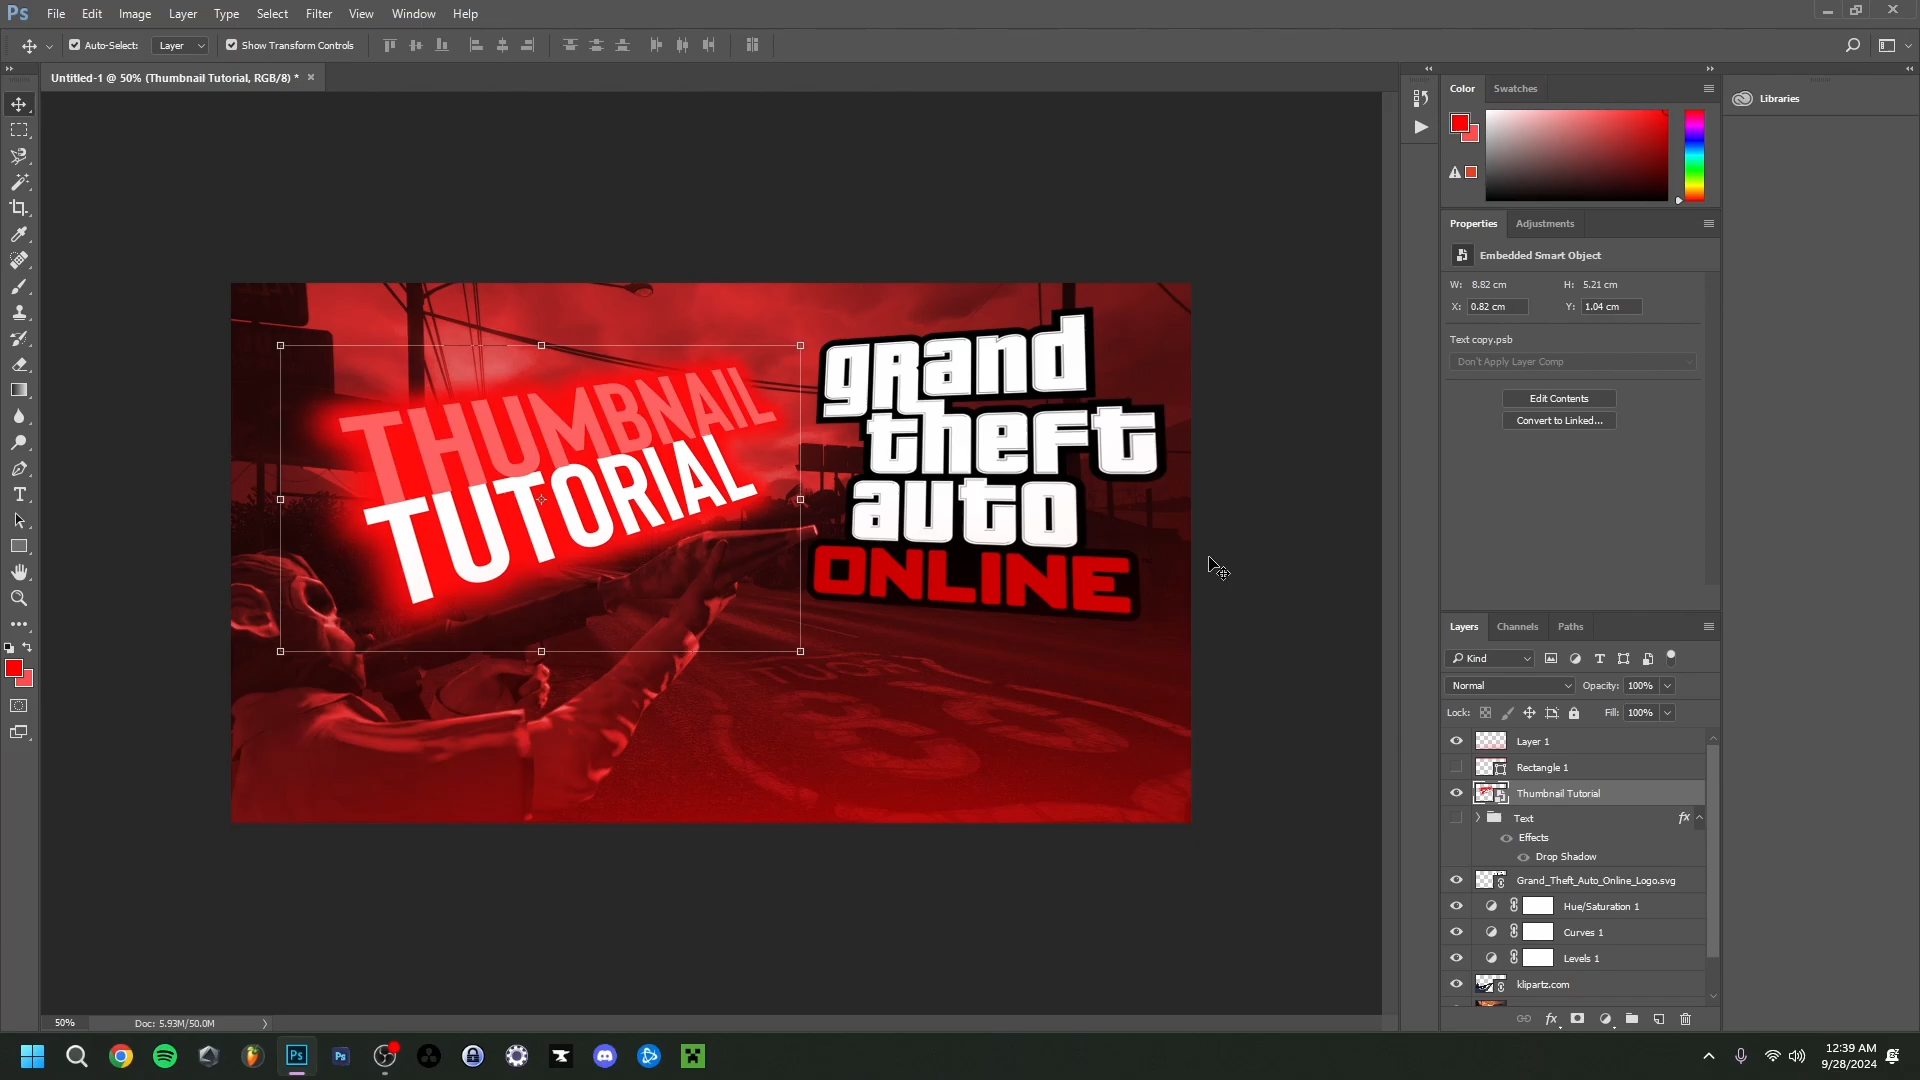 Ps File Edit Image Layer Type Select Filter View Window Help
Auto-Select: Layer Show Transform Controls
Untitled-1 @ 50% (Thumbnail Tutorial, RGB/8) * ×
Color Swatches
Libraries
Properties Adjustments
Embedded Smart Object
W: 8.82 cm H: 5.21 cm
X: 0.82 cm Y: 1.04 cm
Text copy.psb
Don't Apply Layer Comp
Edit Contents
Convert to Linked...
THUMBNAIL
TUTORIAL
grand
theft
auto
ONLINE
Layers Channels Paths
Kind
Normal Opacity: 100%
Lock: Fill: 100%
Layer 1
Rectangle 1
Thumbnail Tutorial
Text fx
Effects
Drop Shadow
Grand_Theft_Auto_Online_Logo.svg
Hue/Saturation 1
Curves 1
Levels 1
klipartz.com
fx
50% Doc: 5.93M/50.0M
Ps Ps
12:39 AM
9/28/2024